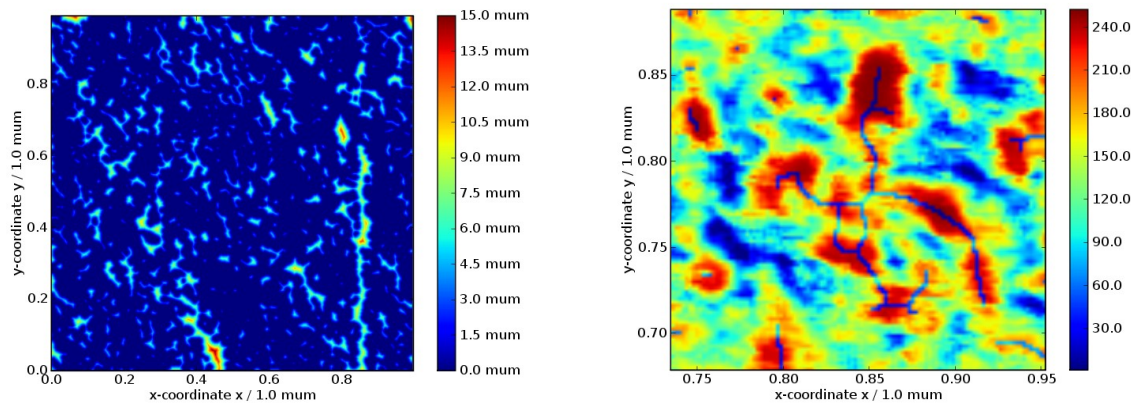 15.0 mum
13.5 mum
12.0 mum
10.5 mum
9.0 mum
7.5 mum
6.0 mum
4.5 mum
3.0 mum
1.5 mum
0.0 mum
0.8
0.6
0.4
0.2
0.0
0.0 0.2 0.4 0.6 0.8
y-coordinate y / 1.0 mum
x-coordinate x / 1.0 mum
240.0
210.0
180.0
150.0
120.0
90.0
60.0
30.0
0.85
0.80
0.75
0.70
0.75 0.80 0.85 0.90 0.95
y-coordinate y / 1.0 mum
x-coordinate x / 1.0 mum